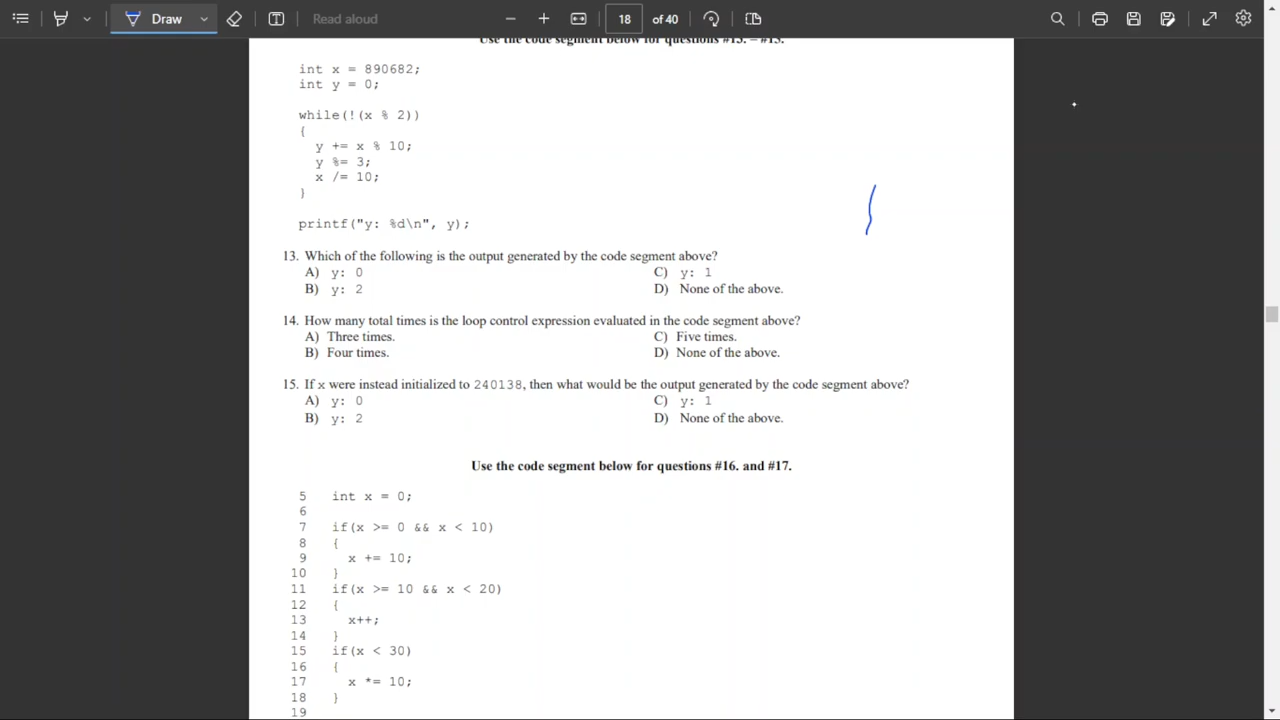 Draw
Read aloud
18 of 40
Use the code segment below for questions #13. – #15.
int x = 890682;
int y = 0;
while(!(x % 2))
{
y += x % 10;
y %= 3;
x /= 10;
}
printf("y: %d\n", y);
13. Which of the following is the output generated by the code segment above?
A) y: 0 C) y: 1
B) y: 2 D) None of the above.
14. How many total times is the loop control expression evaluated in the code segment above?
A) Three times. C) Five times.
B) Four times. D) None of the above.
15. If x were instead initialized to 240138, then what would be the output generated by the code segment above?
A) y: 0 C) y: 1
B) y: 2 D) None of the above.
Use the code segment below for questions #16. and #17.
5 int x = 0;
6
7 if(x >= 0 && x < 10)
8 {
9 x += 10;
10 }
11 if(x >= 10 && x < 20)
12 {
13 x++;
14 }
15 if(x < 30)
16 {
17 x *= 10;
18 }
19